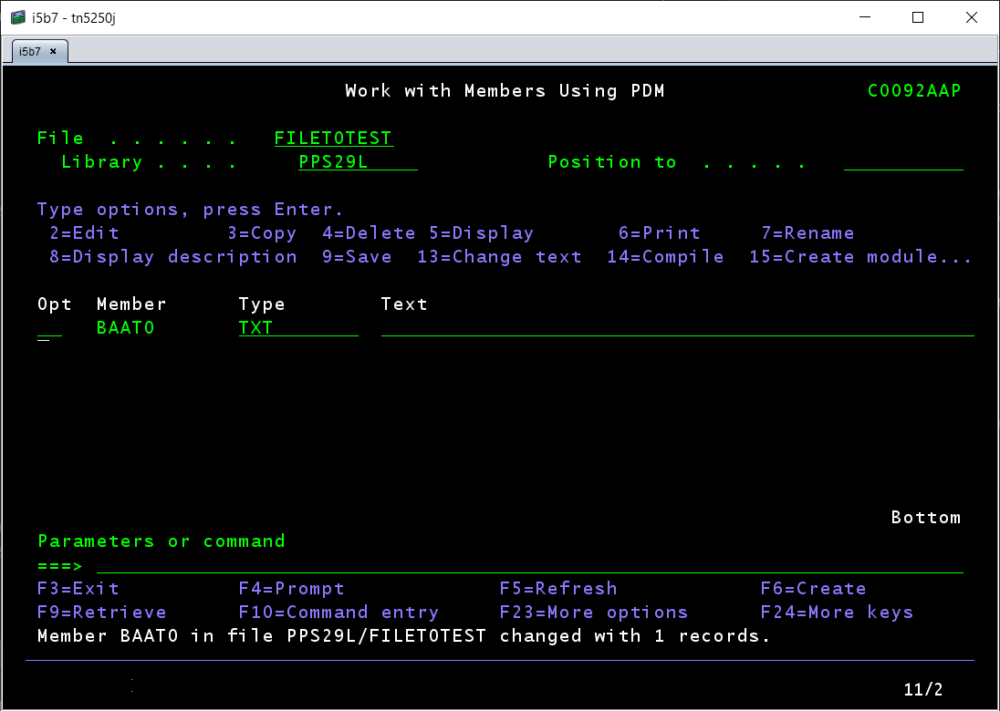 i5b7 - tn5250j
i5b7 ×
Work with Members Using PDM C0092AAP
File . . . . . . FILETOTEST
Library . . . . PPS29L Position to . . . . .
Type options, press Enter.
2=Edit 3=Copy 4=Delete 5=Display 6=Print 7=Rename
8=Display description 9=Save 13=Change text 14=Compile 15=Create module...
Opt Member Type Text
BAATO TXT
Bottom
Parameters or command
===>
F3=Exit F4=Prompt F5=Refresh F6=Create
F9=Retrieve F10=Command entry F23=More options F24=More keys
Member BAATO in file PPS29L/FILETOTEST changed with 1 records.
11/2